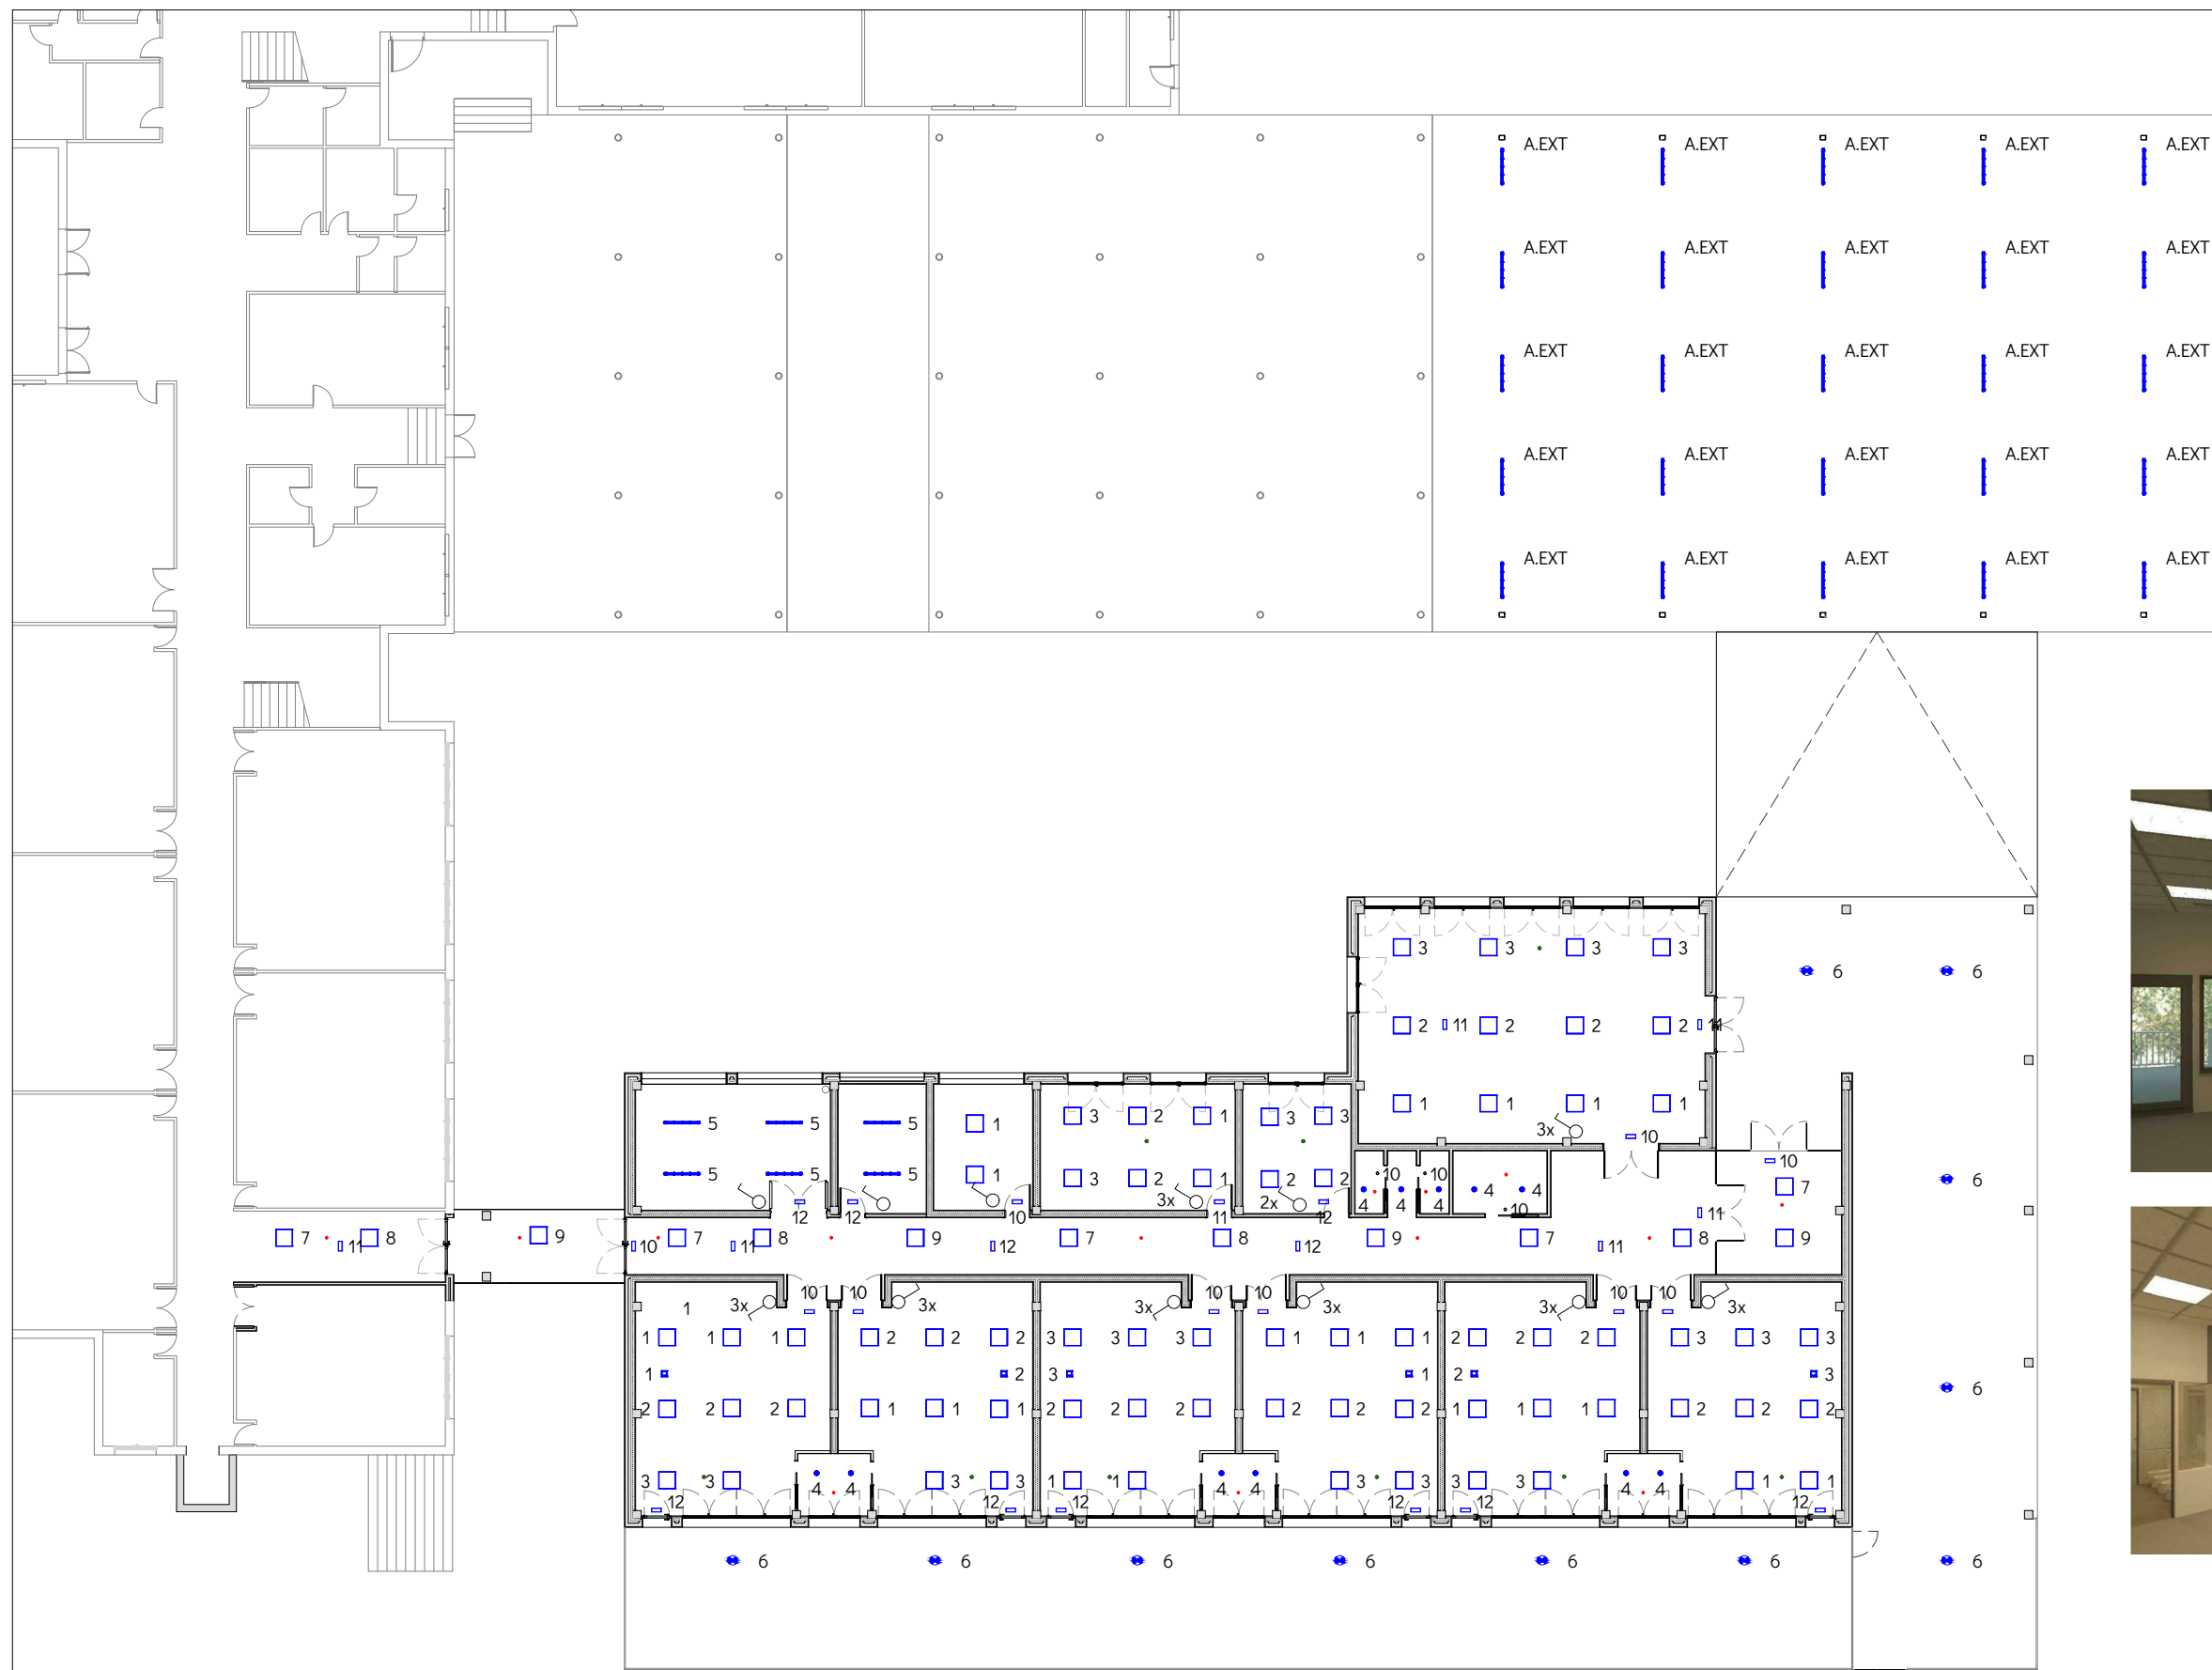 A.EXT A.EXT A.EXT A.EXT A.EXT
A.EXT A.EXT A.EXT A.EXT A.EXT
A.EXT A.EXT A.EXT A.EXT A.EXT
A.EXT A.EXT A.EXT A.EXT A.EXT
A.EXT A.EXT A.EXT A.EXT A.EXT
3 3 3 3
6 6
2 11 2 2 2 11
1 1 1 1
3 2 1 3 3
5 5 5 1
3x 10
5 5 5 1
3 2 1 2 2
10 10 10
7
6
4 4 4 4 4
3x 2x
12 12 10 11 12 10 11
7 11 8 9
10 7 11 8 9 12 7 8 12 9 7 11 8 9
10 10 10 10 10 10
1 3x 3x 3x 3x 3x 3x
1 1 1 2 2 2 3 3 3 1 1 1 2 2 2 3 3 3
1 2 3 1 2 3
6
2 2 2 1 1 1 2 2 2 2 2 2 1 1 1 2 2 2
3 3 4 4 3 3 1 1 4 4 3 3 3 3 4 4 1 1
12 12 12 12 12 12
6 6 6 6 6 6 6